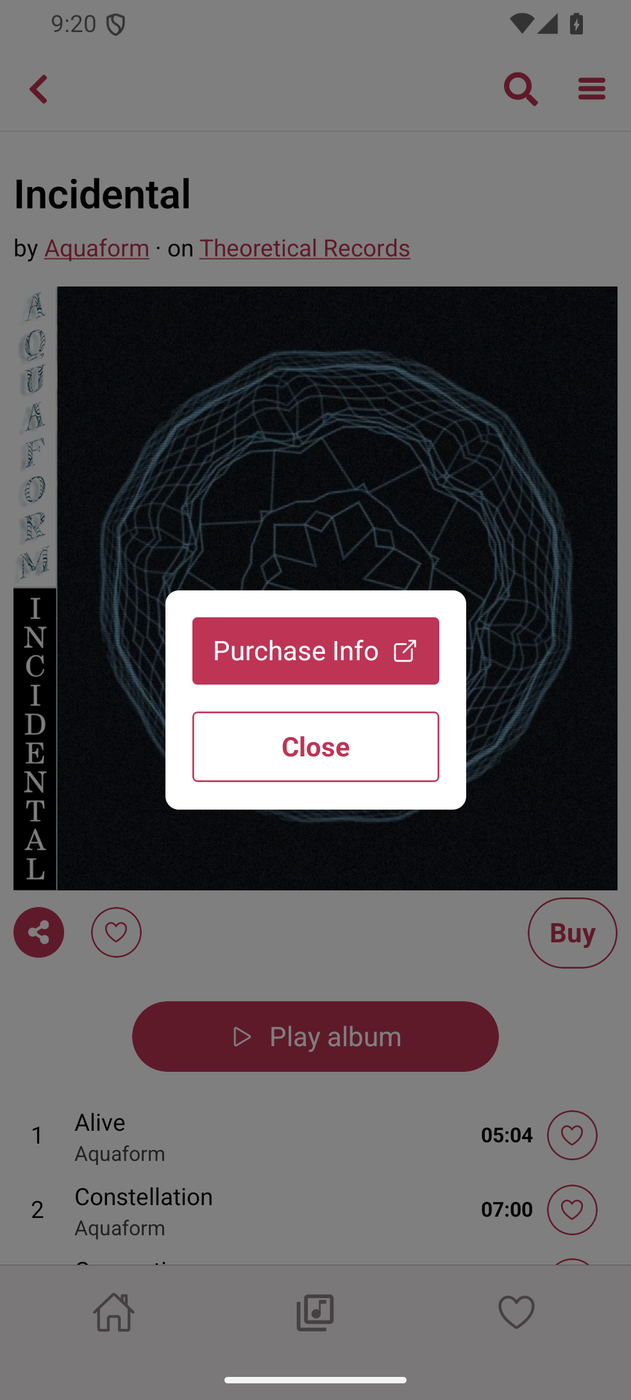 9:20
Incidental
by Aquaform · on Theoretical Records
AQUAFORM
INCIDENTAL
Purchase Info
Close
Buy
Play album
1 Alive 05:04
Aquaform
2 Constellation 07:00
Aquaform